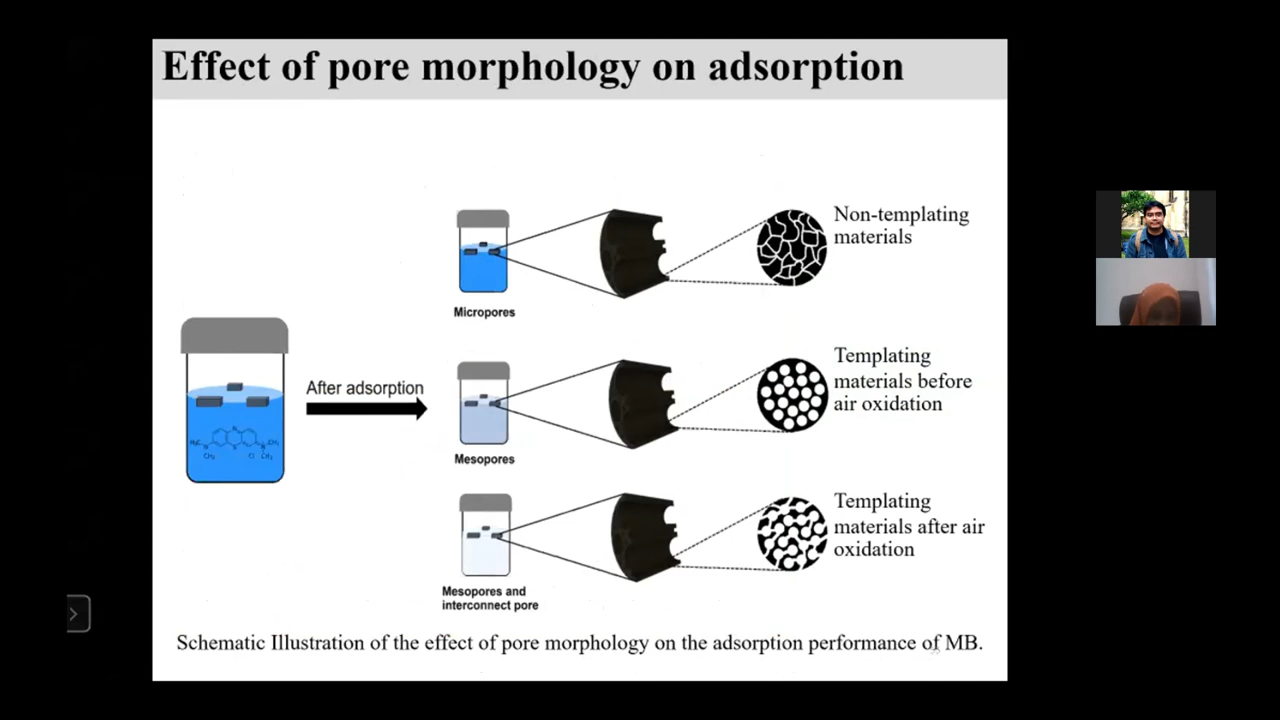 Effect of pore morphology on adsorption
Non-templating
materials
Micropores
After adsorption
Templating
materials before
air oxidation
Mesopores
Templating
materials after air
oxidation
Mesopores and
interconnect pore
Schematic Illustration of the effect of pore morphology on the adsorption performance of MB.